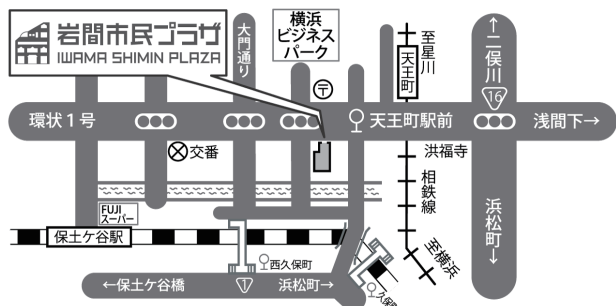 岩間市民プラザ
IWAMA SHIMIN PLAZA
大門通り
横浜
ビジネス
パーク
至星川
天王町
↑二俣川
16
〒
環状1号
天王町駅前
浅間下→
交番
洪福寺
相鉄線
浜松町↓
FUJI
スーパー
保土ケ谷駅
至横浜
西久保町
←保土ケ谷橋
1
浜松町→
久保町